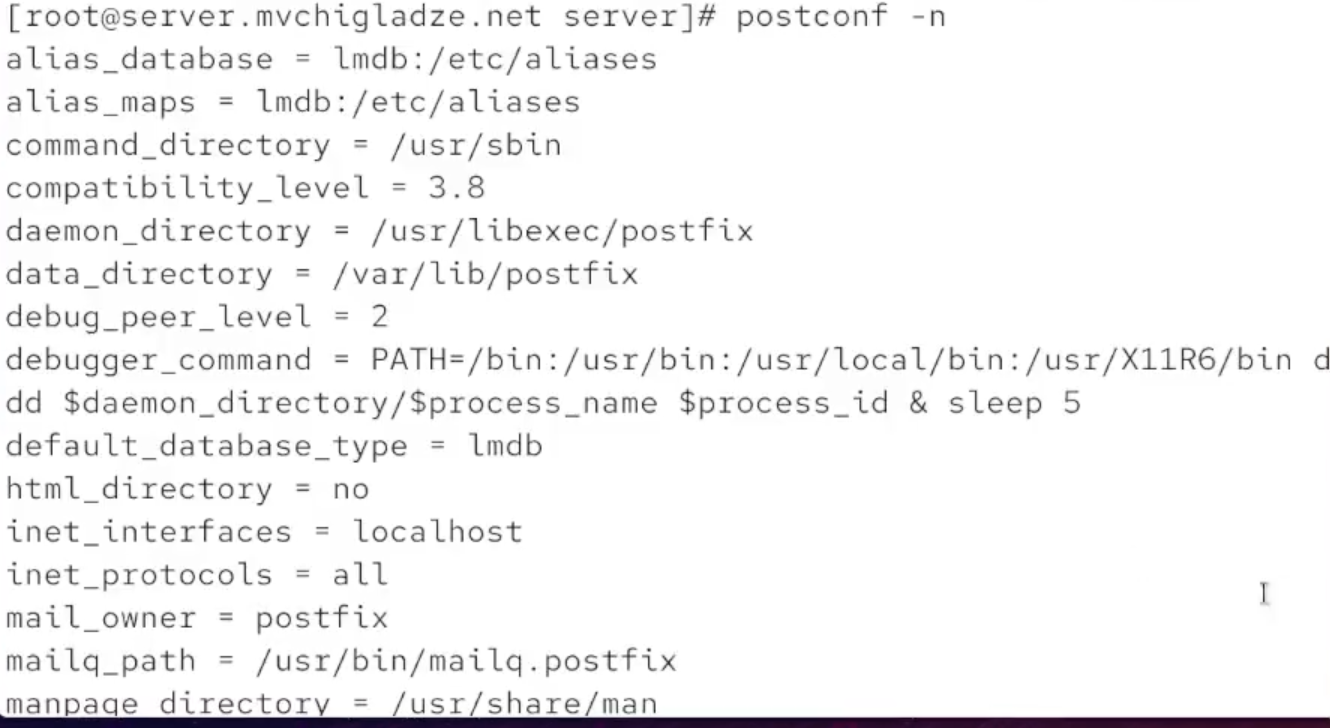 [root@server.mvchigladze.net server]# postconf -n
alias_database = lmdb:/etc/aliases
alias_maps = lmdb:/etc/aliases
command_directory = /usr/sbin
compatibility_level = 3.8
daemon_directory = /usr/libexec/postfix
data_directory = /var/lib/postfix
debug_peer_level = 2
debugger_command = PATH=/bin:/usr/bin:/usr/local/bin:/usr/X11R6/bin d
dd $daemon_directory/$process_name $process_id & sleep 5
default_database_type = lmdb
html_directory = no
inet_interfaces = localhost
inet_protocols = all
mail_owner = postfix
mailq_path = /usr/bin/mailq.postfix
manpage_directory = /usr/share/man